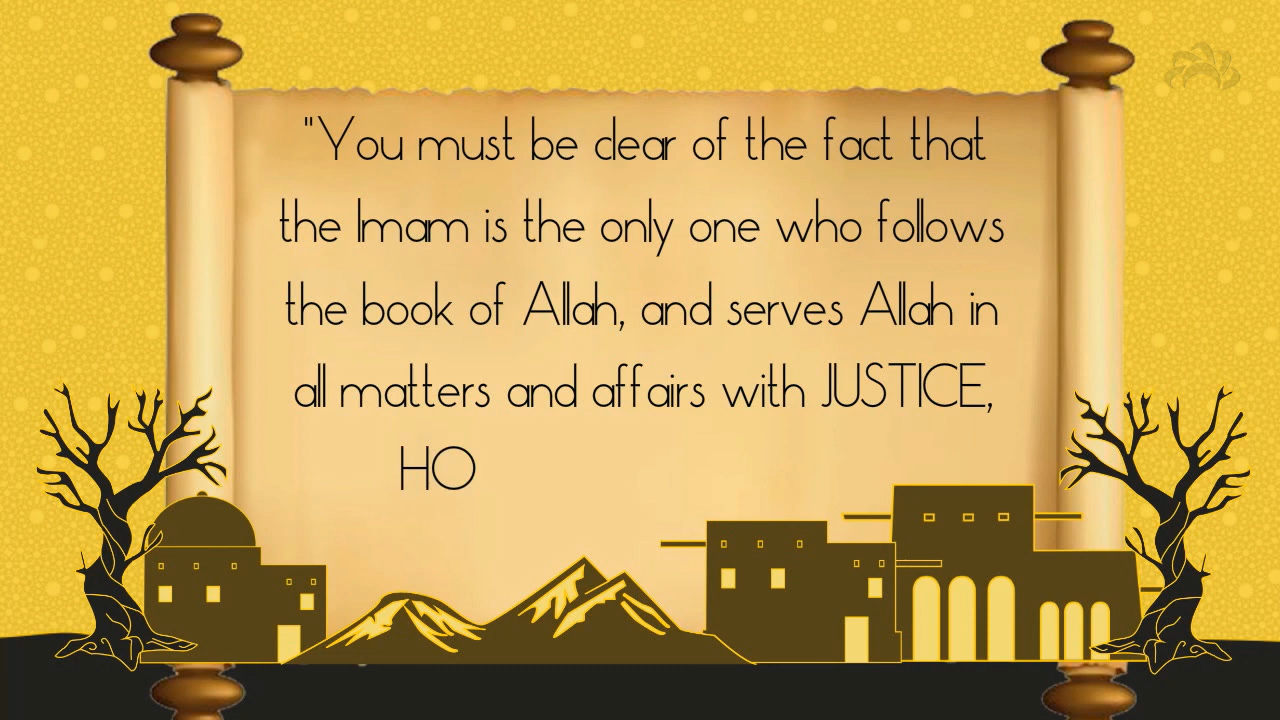 "You must be clear of the fact that
the Imam is the only one who follows
the book of Allah, and serves Allah in
all matters and affairs with JUSTICE,
HO